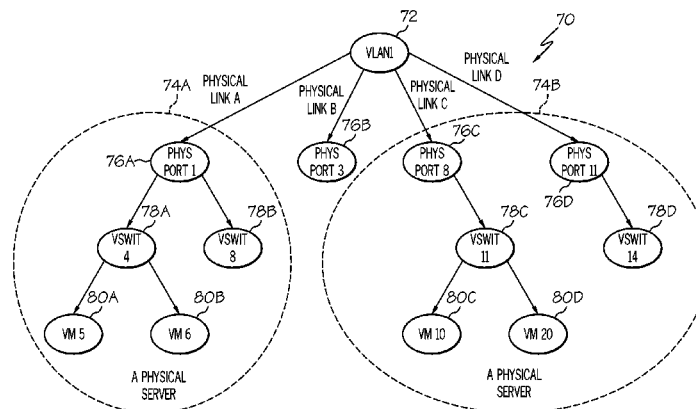 72
VLAN1
70
PHYSICAL
LINK A
PHYSICAL
LINK B
PHYSICAL
LINK C
PHYSICAL
LINK D
74A
74B
76A
PHYS
PORT 1
76B
PHYS
PORT 3
76C
PHYS
PORT 8
PHYS
PORT 11
76D
78A
VSWIT
4
78B
VSWIT
8
78C
VSWIT
11
78D
VSWIT
14
80A
VM 5
80B
VM 6
80C
VM 10
80D
VM 20
A PHYSICAL
SERVER
A PHYSICAL
SERVER